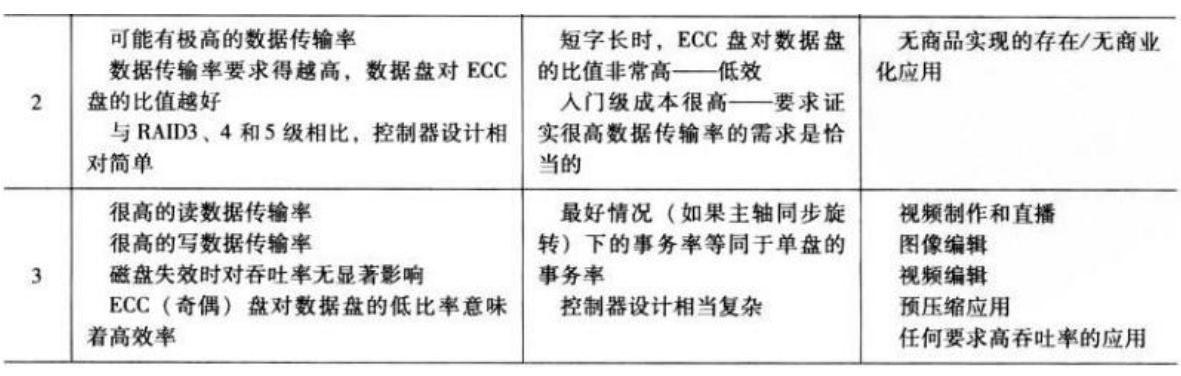 2
可能有极高的数据传输率
数据传输率要求得越高，数据盘对 ECC
盘的比值越好
与 RAID3、4 和 5 级相比，控制器设计相
对简单
短字长时，ECC 盘对数据盘
的比值非常高——低效
入门级成本很高——要求证
实很高数据传输率的需求是恰
当的
无商品实现的存在/无商业
化应用
3
很高的读数据传输率
很高的写数据传输率
磁盘失效时对吞吐率无显著影响
ECC（奇偶）盘对数据盘的低比率意味
着高效率
最好情况（如果主轴同步旋
转）下的事务率等同于单盘的
事务率
控制器设计相当复杂
视频制作和直播
图像编辑
视频编辑
预压缩应用
任何要求高吞吐率的应用